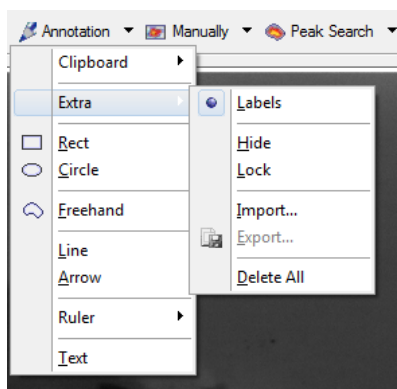 Annotation Manually Peak Search
Clipboard
Extra
Labels
Rect
Hide
Circle
Lock
Freehand
Import...
Export...
Line
Arrow
Delete All
Ruler
Text